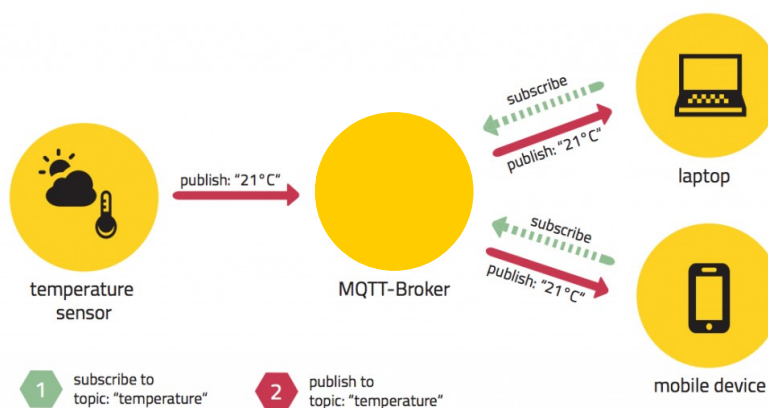 subscribe
publish: "21°C"
laptop
publish: "21°C"
temperature
sensor
MQTT-Broker
subscribe
publish: "21°C"
mobile device
1
subscribe to
topic: "temperature"
2
publish to
topic: "temperature"